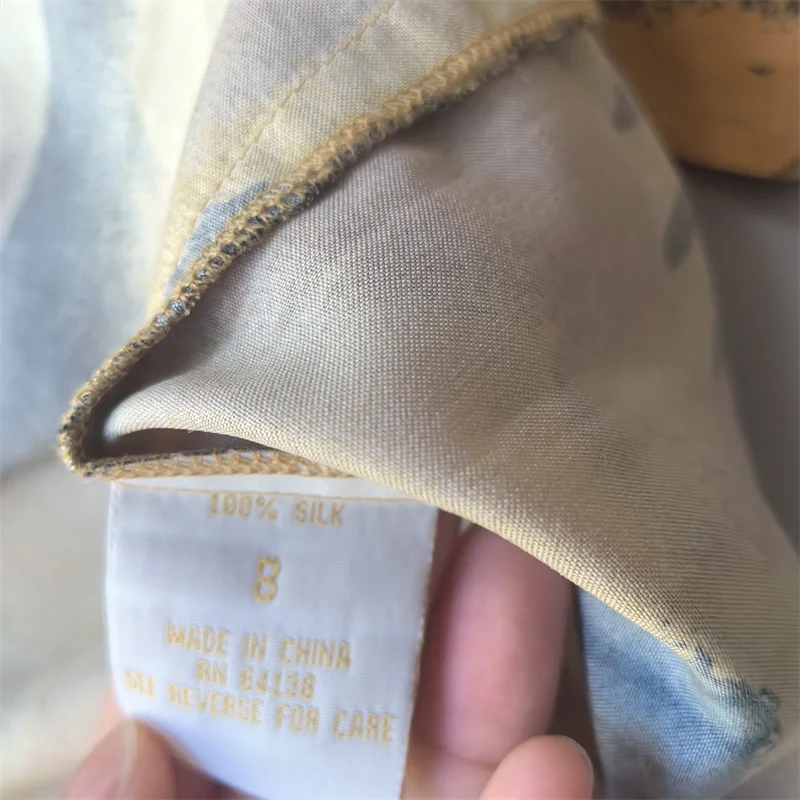 100% SILK
8
MADE IN CHINA
RN 64138
SEE REVERSE FOR CARE